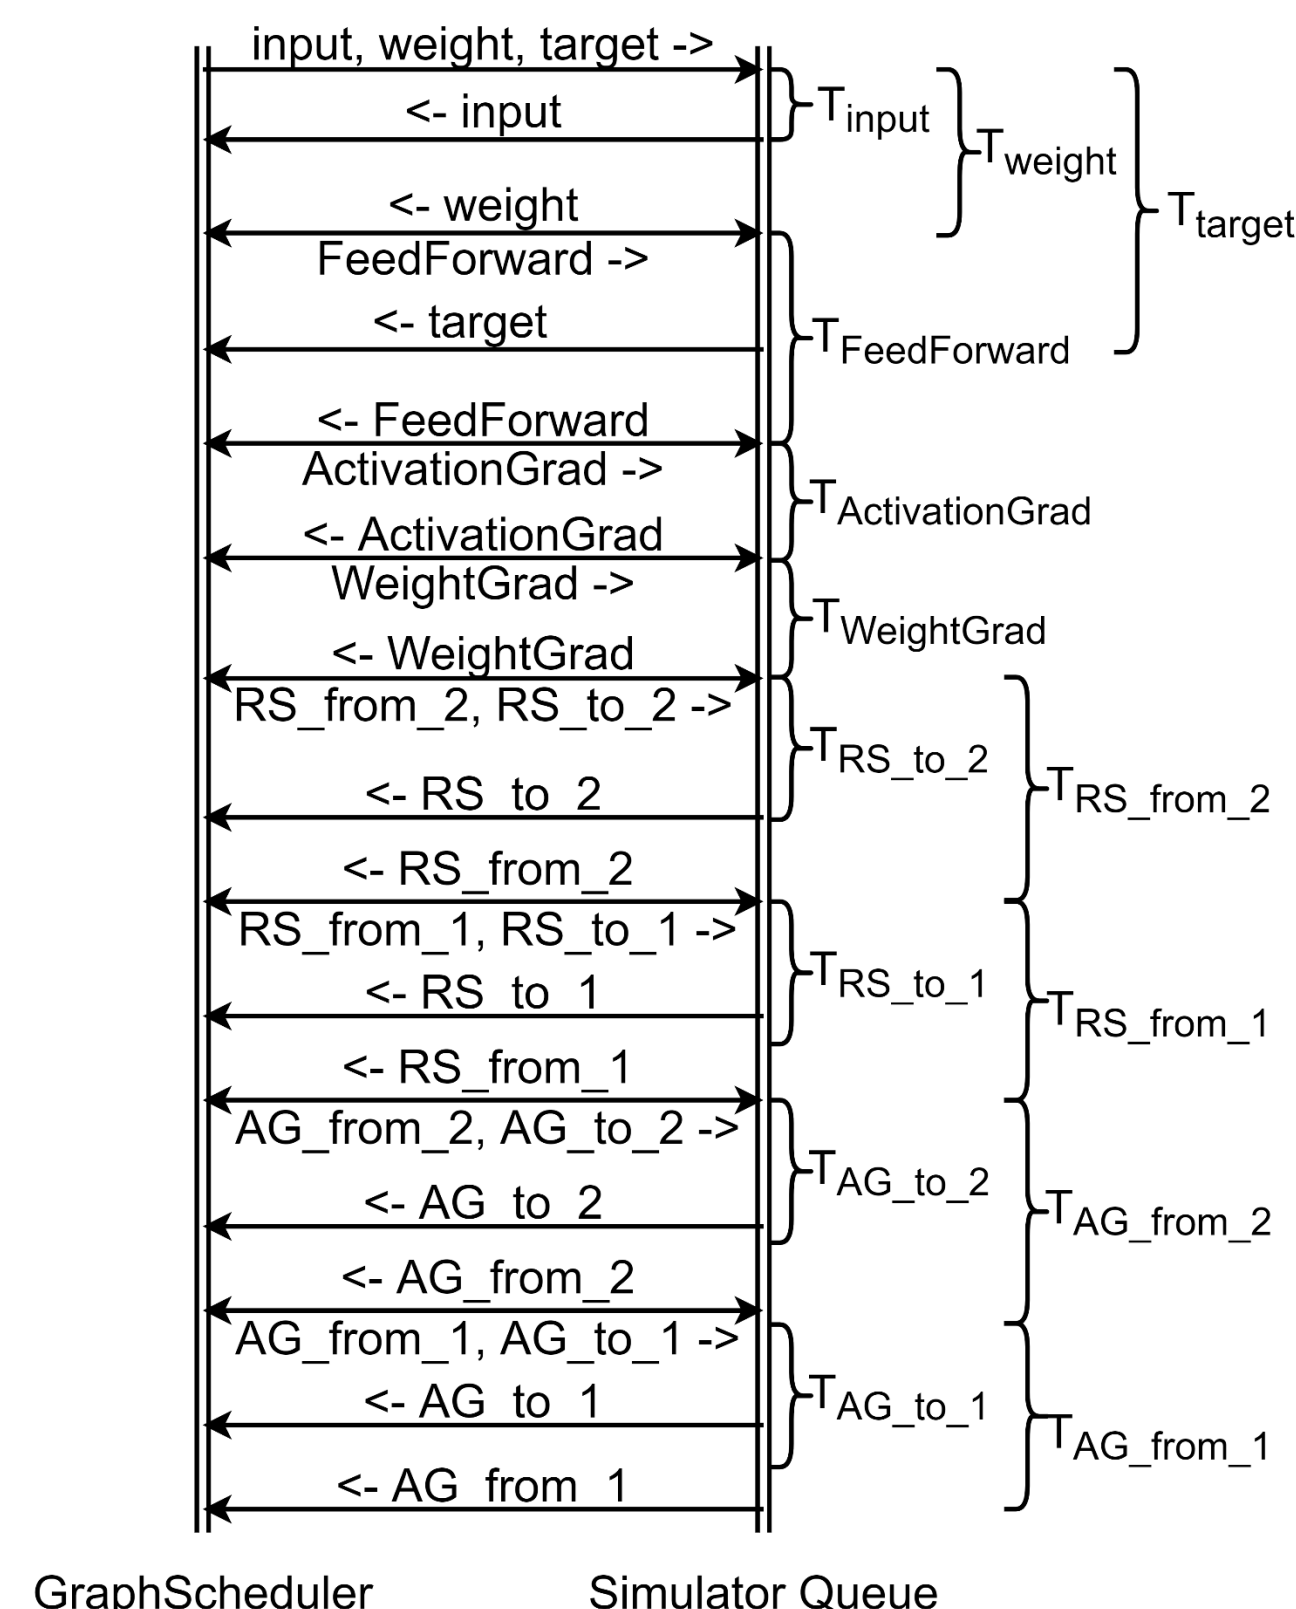 input, weight, target ->
<- input
T_input
T_weight
<- weight
T_target
FeedForward ->
<- target
T_FeedForward
<- FeedForward
ActivationGrad ->
T_ActivationGrad
<- ActivationGrad
WeightGrad ->
T_WeightGrad
<- WeightGrad
RS_from_2, RS_to_2 ->
T_RS_to_2
<- RS_to_2
T_RS_from_2
<- RS_from_2
RS_from_1, RS_to_1 ->
T_RS_to_1
<- RS_to_1
T_RS_from_1
<- RS_from_1
AG_from_2, AG_to_2 ->
T_AG_to_2
<- AG_to_2
T_AG_from_2
<- AG_from_2
AG_from_1, AG_to_1 ->
T_AG_to_1
<- AG_to_1
T_AG_from_1
<- AG_from_1
GraphScheduler
Simulator Queue